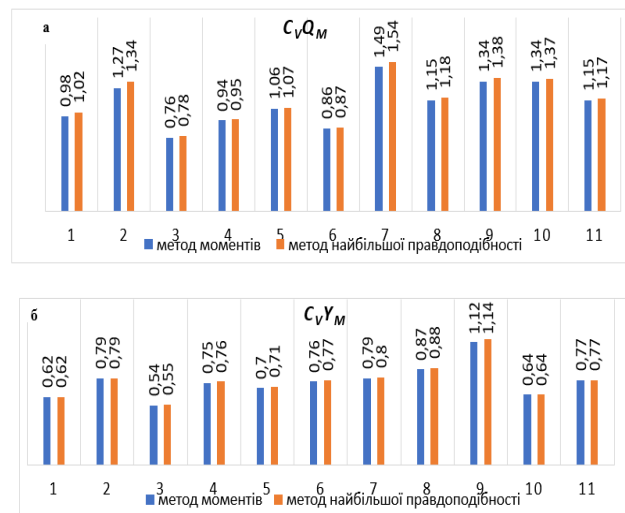 а
CVQM
0,98 1,02 1,27 1,34 0,76 0,78 0,94 0,95 1,06 1,07 0,86 0,87 1,49 1,54 1,15 1,18 1,34 1,38 1,34 1,37 1,15 1,17
1 2 3 4 5 6 7 8 9 10 11
метод моментів метод найбільшої правдоподібності
б
CVYM
0,62 0,62 0,79 0,79 0,54 0,55 0,75 0,76 0,7 0,71 0,76 0,77 0,79 0,8 0,87 0,88 1,12 1,14 0,64 0,64 0,77 0,77
1 2 3 4 5 6 7 8 9 10 11
метод моментів метод найбільшої правдоподібності